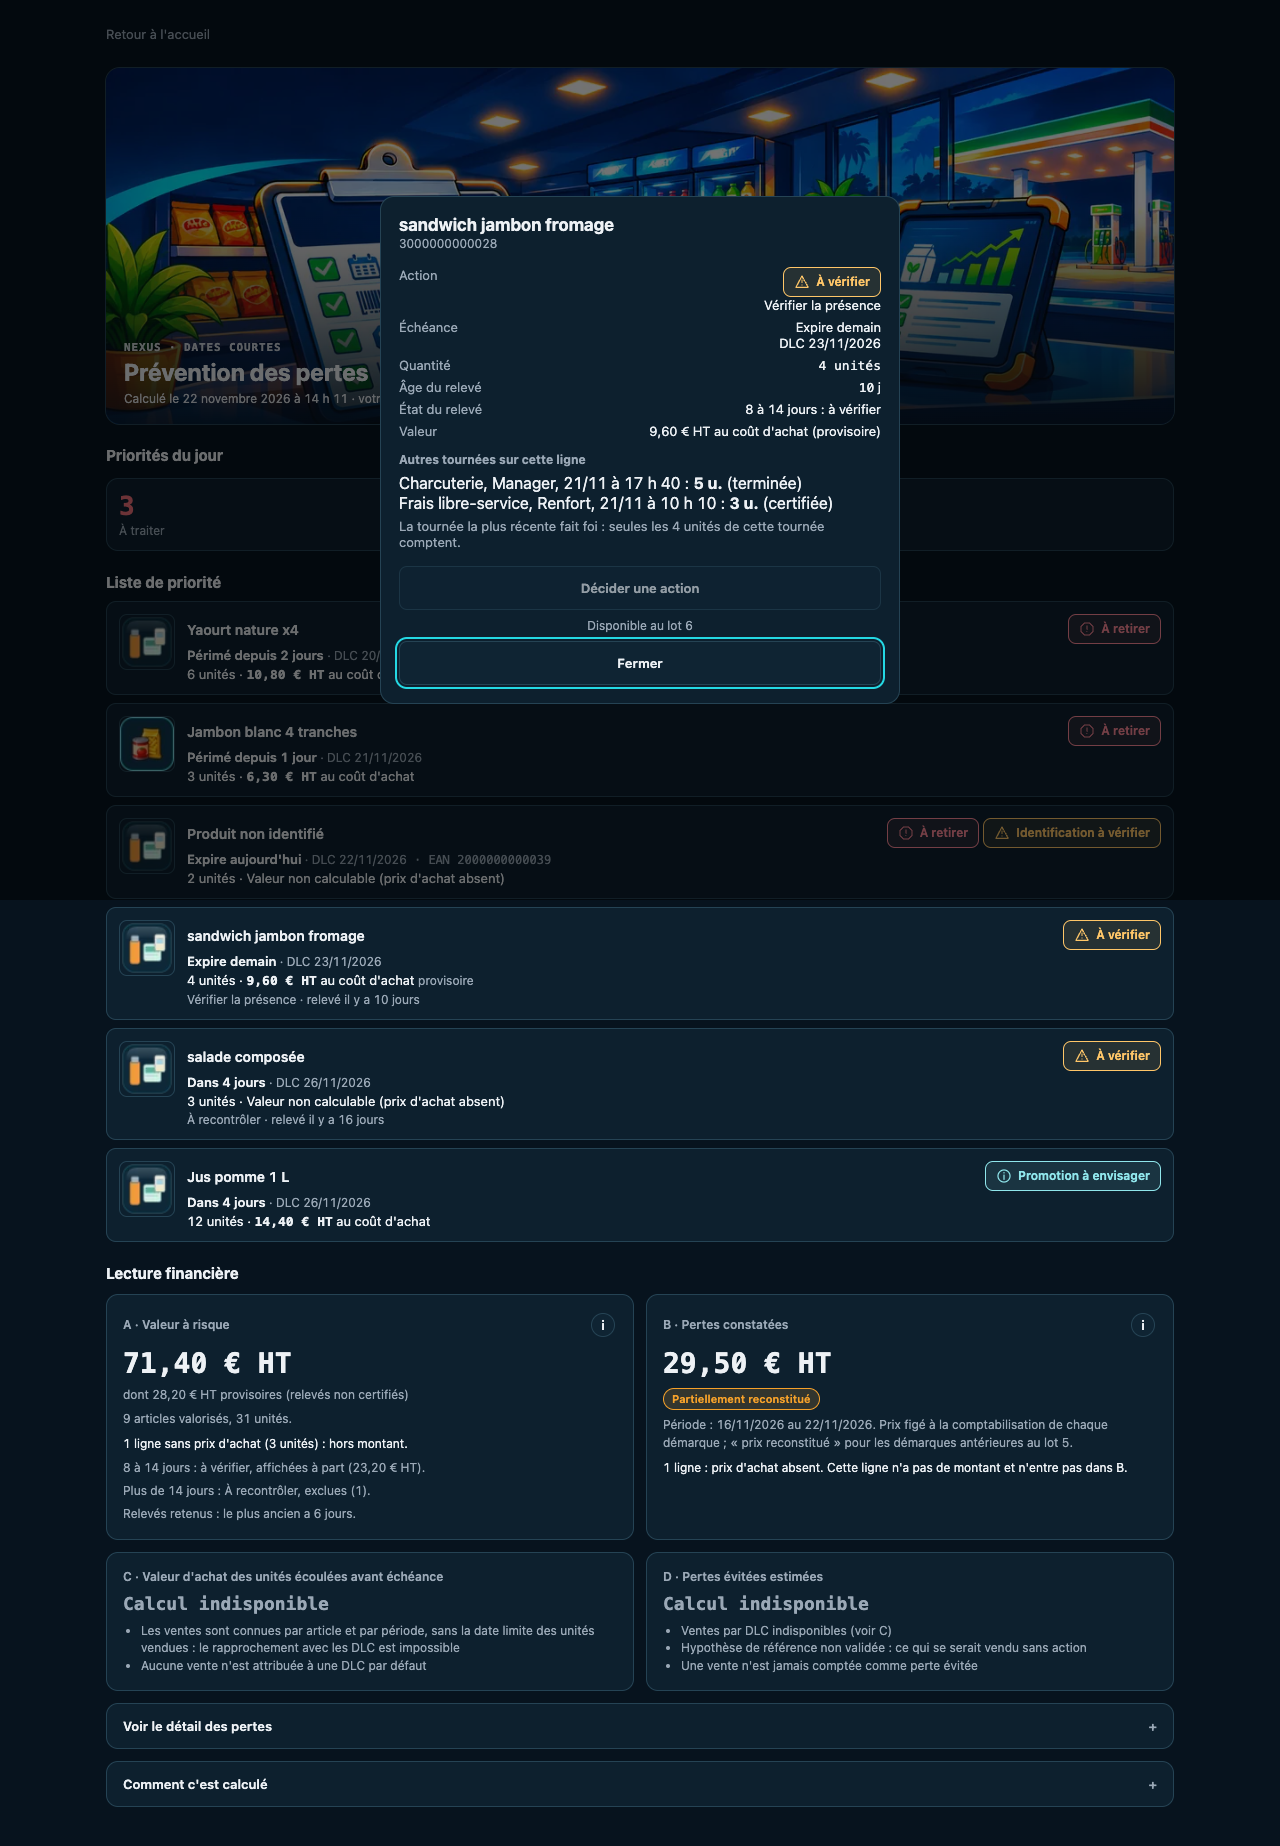 Retour à l'accueil
NEXUS · DATES COURTES
Prévention des pertes
Calculé le 22 novembre 2026 à 14 h 11 · votr
sandwich jambon fromage
3000000000028
Action
À vérifier
Vérifier la présence
Échéance
Expire demain
DLC 23/11/2026
Quantité
4 unités
Âge du relevé
10 j
État du relevé
8 à 14 jours : à vérifier
Valeur
9,60 € HT au coût d'achat (provisoire)
Autres tournées sur cette ligne
Charcuterie, Manager, 21/11 à 17 h 40 : 5 u. (terminée)
Frais libre-service, Renfort, 21/11 à 10 h 10 : 3 u. (certifiée)
La tournée la plus récente fait foi : seules les 4 unités de cette tournée
comptent.
Décider une action
Disponible au lot 6
Fermer
Priorités du jour
3
À traiter
Liste de priorité
Yaourt nature x4
À retirer
Périmé depuis 2 jours · DLC 20/
6 unités · 10,80 € HT au coût
Jambon blanc 4 tranches
À retirer
Périmé depuis 1 jour · DLC 21/11/2026
3 unités · 6,30 € HT au coût d'achat
Produit non identifié
À retirer
Identification à vérifier
Expire aujourd'hui · DLC 22/11/2026 · EAN 2000000000039
2 unités · Valeur non calculable (prix d'achat absent)
sandwich jambon fromage
À vérifier
Expire demain · DLC 23/11/2026
4 unités · 9,60 € HT au coût d'achat provisoire
Vérifier la présence · relevé il y a 10 jours
salade composée
À vérifier
Dans 4 jours · DLC 26/11/2026
3 unités · Valeur non calculable (prix d'achat absent)
À recontrôler · relevé il y a 16 jours
Jus pomme 1 L
Promotion à envisager
Dans 4 jours · DLC 26/11/2026
12 unités · 14,40 € HT au coût d'achat
Lecture financière
A · Valeur à risque
i
71,40 € HT
dont 28,20 € HT provisoires (relevés non certifiés)
9 articles valorisés, 31 unités.
1 ligne sans prix d'achat (3 unités) : hors montant.
8 à 14 jours : à vérifier, affichées à part (23,20 € HT).
Plus de 14 jours : À recontrôler, exclues (1).
Relevés retenus : le plus ancien a 6 jours.
B · Pertes constatées
i
29,50 € HT
Partiellement reconstitué
Période : 16/11/2026 au 22/11/2026. Prix figé à la comptabilisation de chaque
démarque ; « prix reconstitué » pour les démarques antérieures au lot 5.
1 ligne : prix d'achat absent. Cette ligne n'a pas de montant et n'entre pas dans B.
C · Valeur d'achat des unités écoulées avant échéance
Calcul indisponible
• Les ventes sont connues par article et par période, sans la date limite des unités
vendues : le rapprochement avec les DLC est impossible
• Aucune vente n'est attribuée à une DLC par défaut
D · Pertes évitées estimées
Calcul indisponible
• Ventes par DLC indisponibles (voir C)
• Hypothèse de référence non validée : ce qui se serait vendu sans action
• Une vente n'est jamais comptée comme perte évitée
Voir le détail des pertes
+
Comment c'est calculé
+